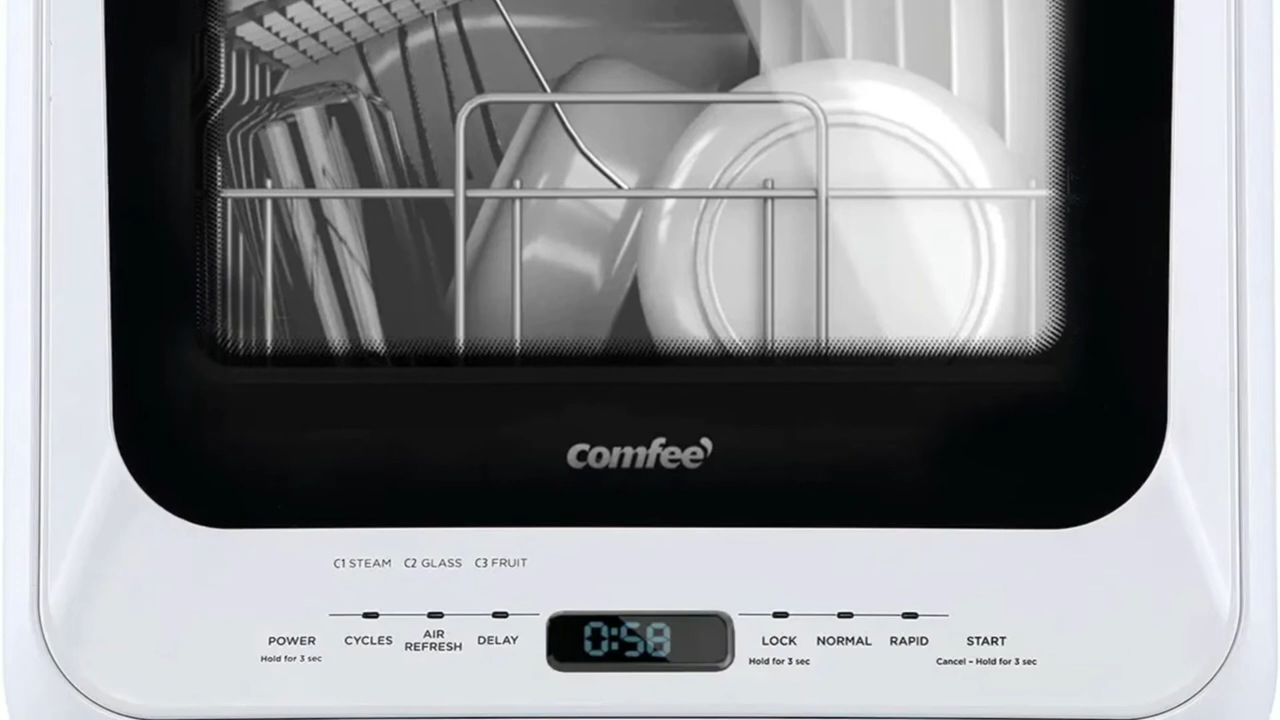 comfee'
C1 STEAM C2 GLASS C3 FRUIT
POWER
Hold for 3 sec
CYCLES
AIR
REFRESH
DELAY
0:58
LOCK
Hold for 3 sec
NORMAL
RAPID
START
Cancel – Hold for 3 sec